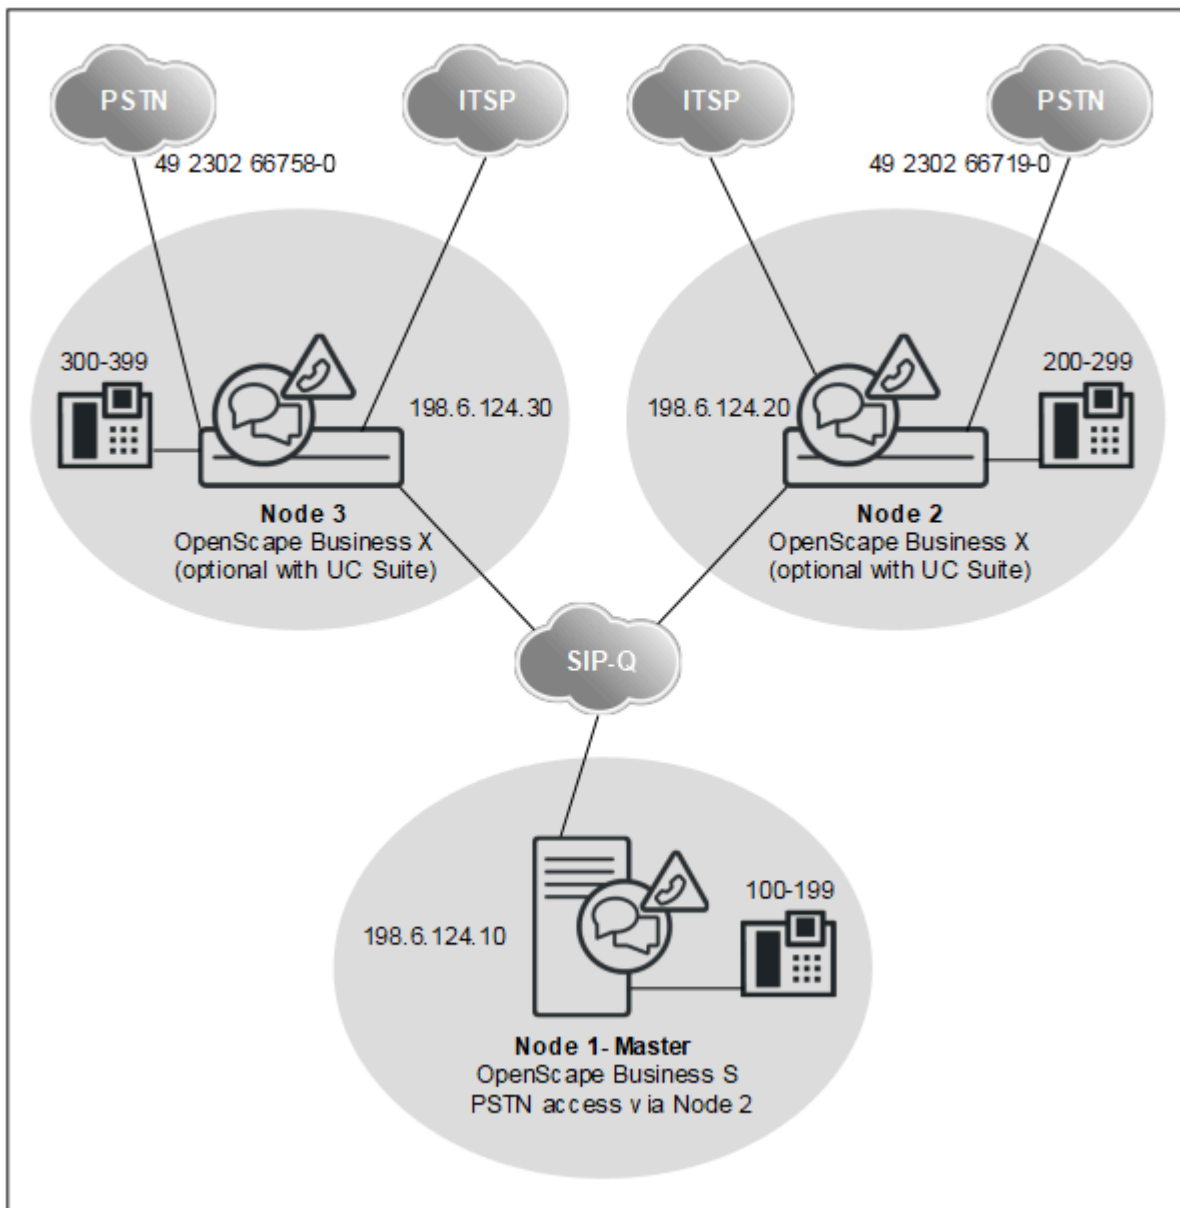 PSTN
ITSP
ITSP
PSTN
49 2302 66758-0
49 2302 66719-0
300-399
198.6.124.30
198.6.124.20
200-299
Node 3
OpenScape Business X
(optional with UC Suite)
Node 2
OpenScape Business X
(optional with UC Suite)
SIP-Q
100-199
198.6.124.10
Node 1- Master
OpenScape Business S
PSTN access via Node 2